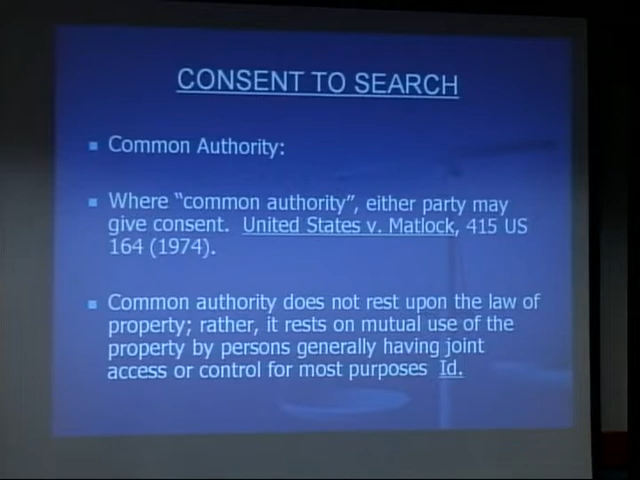 CONSENT TO SEARCH
Common Authority:
Where “common authority”, either party may
give consent. United States v. Matlock, 415 US
164 (1974).
Common authority does not rest upon the law of
property; rather, it rests on mutual use of the
property by persons generally having joint
access or control for most purposes Id.